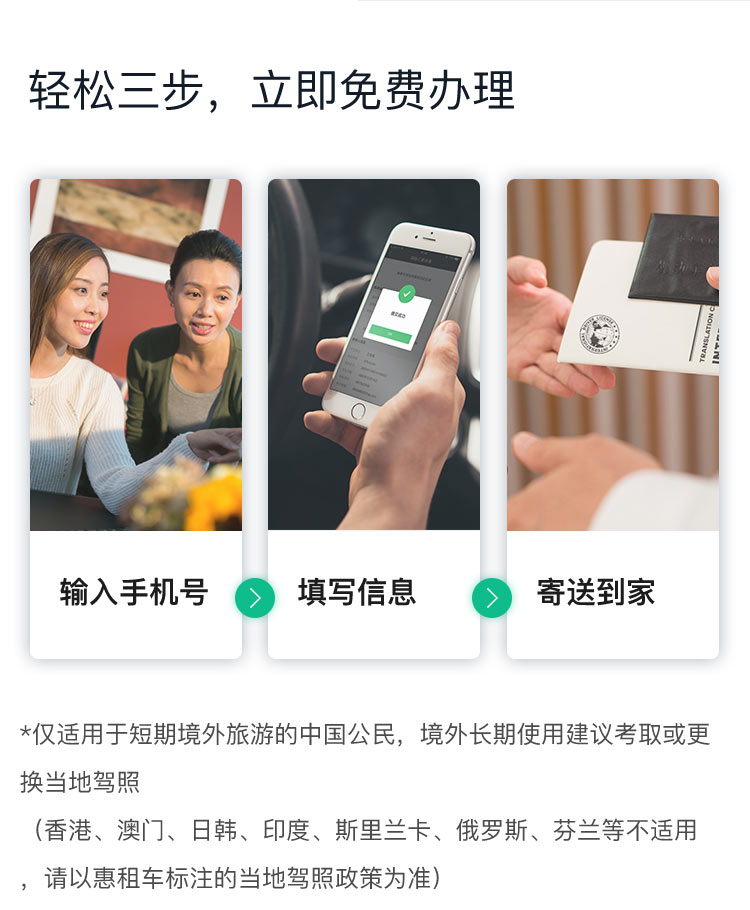 轻松三步，立即免费办理
提交成功
TRANSLATION
输入手机号
填写信息
寄送到家
*仅适用于短期境外旅游的中国公民，境外长期使用建议考取或更
换当地驾照
（香港、澳门、日韩、印度、斯里兰卡、俄罗斯、芬兰等不适用
，请以惠租车标注的当地驾照政策为准）